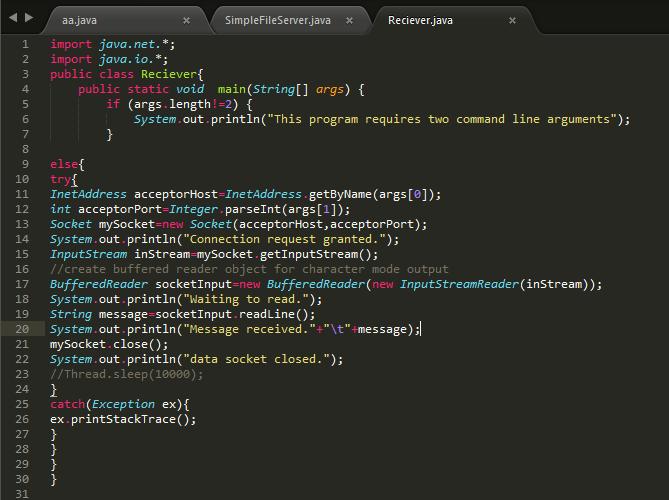 aa.java × SimpleFileServer.java × Reciever.java ×
1 import java.net.*;
2 import java.io.*;
3 public class Reciever{
4 public static void  main(String[] args) {
5 if (args.length!=2) {
6 System.out.println("This program requires two command line arguments");
7 }
8
9 else{
10 try{
11 InetAddress acceptorHost=InetAddress.getByName(args[0]);
12 int acceptorPort=Integer.parseInt(args[1]);
13 Socket mySocket=new Socket(acceptorHost,acceptorPort);
14 System.out.println("Connection request granted.");
15 InputStream inStream=mySocket.getInputStream();
16 //create buffered reader object for character mode output
17 BufferedReader socketInput=new BufferedReader(new InputStreamReader(inStream));
18 System.out.println("Waiting to read.");
19 String message=socketInput.readLine();
20 System.out.println("Message received."+"\t"+message);
21 mySocket.close();
22 System.out.println("data socket closed.");
23 //Thread.sleep(10000);
24 }
25 catch(Exception ex){
26 ex.printStackTrace();
27 }
28 }
29 }
30 }
31